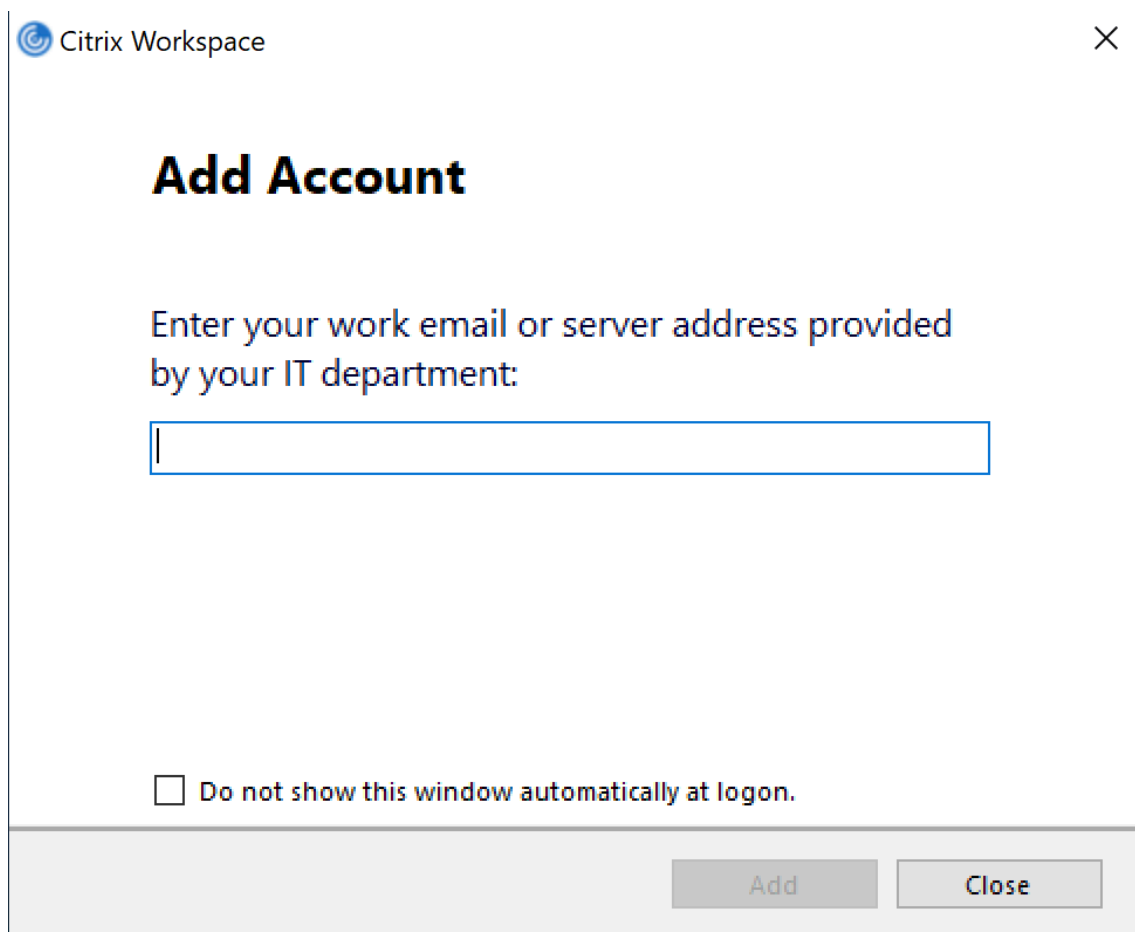 Citrix Workspace
Add Account
Enter your work email or server address provided
by your IT department:
Do not show this window automatically at logon.
Add
Close